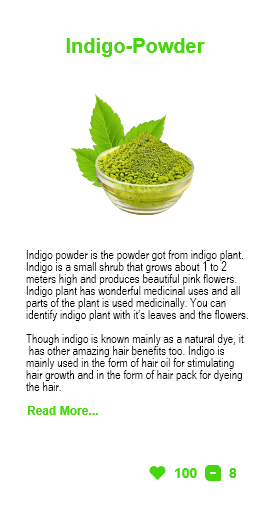 Indigo-Powder
Indigo powder is the powder got from indigo plant.
Indigo is a small shrub that grows about 1 to 2
meters high and produces beautiful pink flowers.
Indigo plant has wonderful medicinal uses and all
parts of the plant is used medicinally. You can
identify indigo plant with it's leaves and the flowers.
Though indigo is known mainly as a natural dye, it
has other amazing hair benefits too. Indigo is
mainly used in the form of hair oil for stimulating
hair growth and in the form of hair pack for dyeing
the hair.
Read More...
100 8